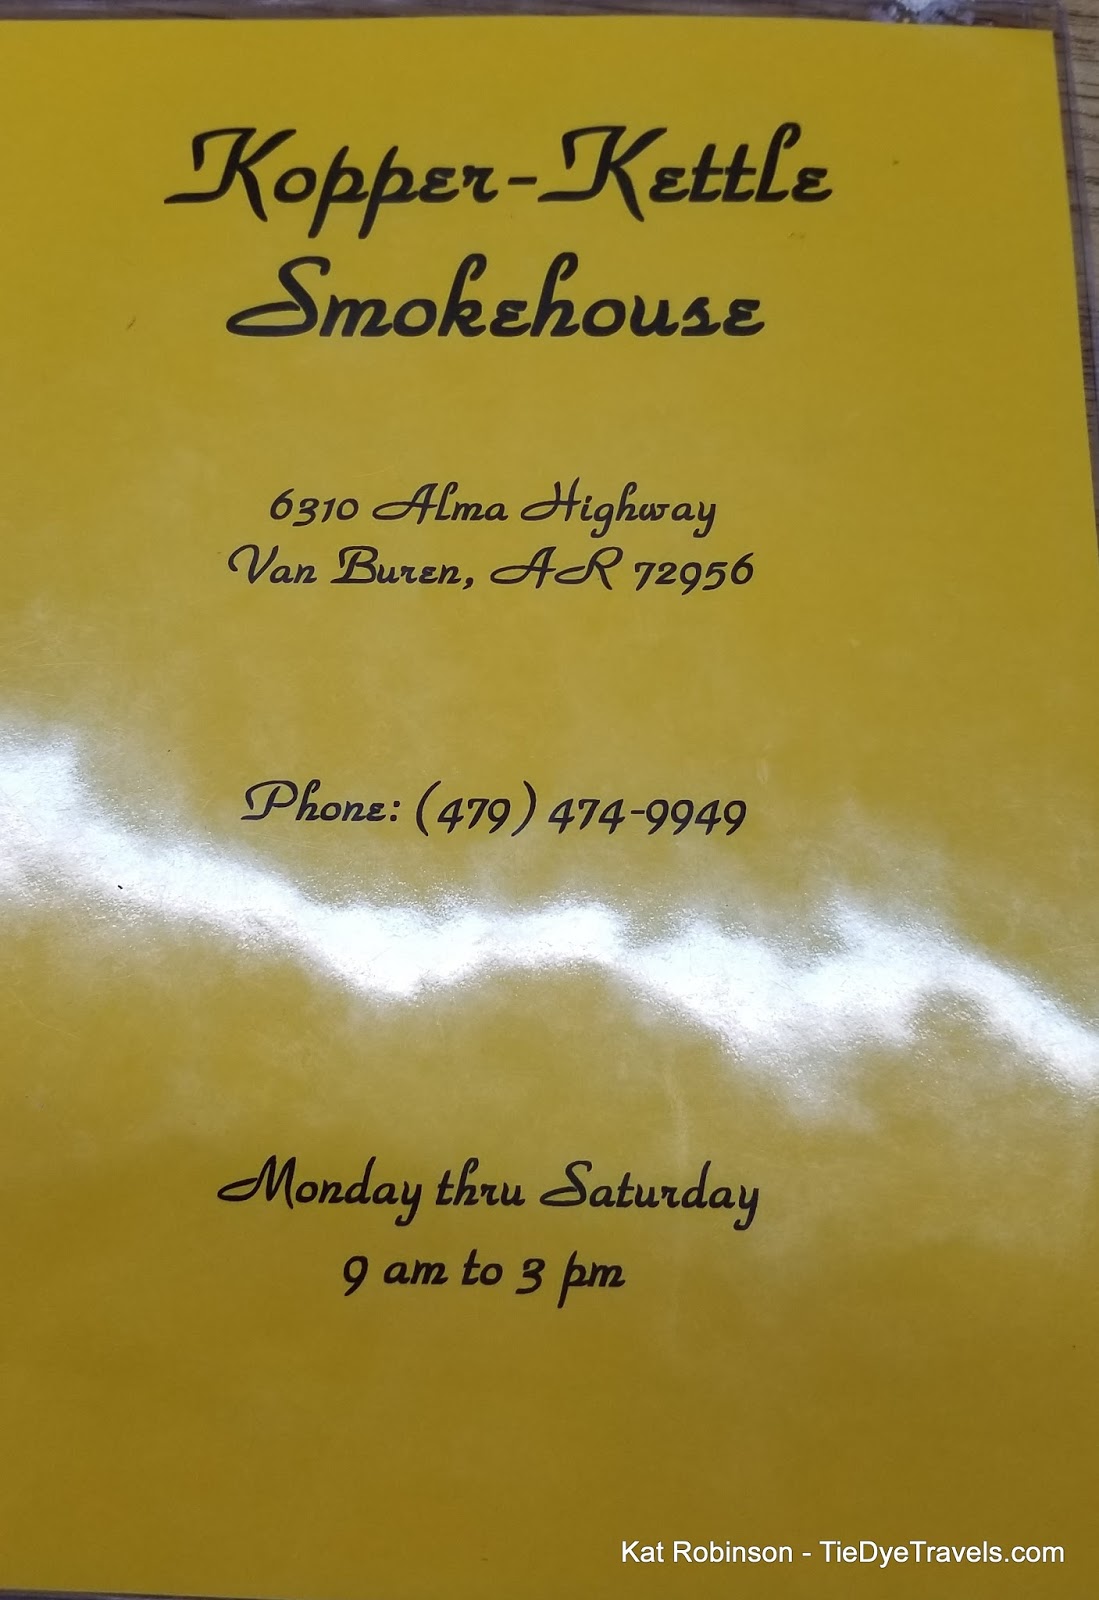 Kopper-Kettle
Smokehouse
6310 Alma Highway
Van Buren, AR 72956
Phone: (479) 474-9949
Monday thru Saturday
9 am to 3 pm
Kat Robinson - TieDyeTravels.com